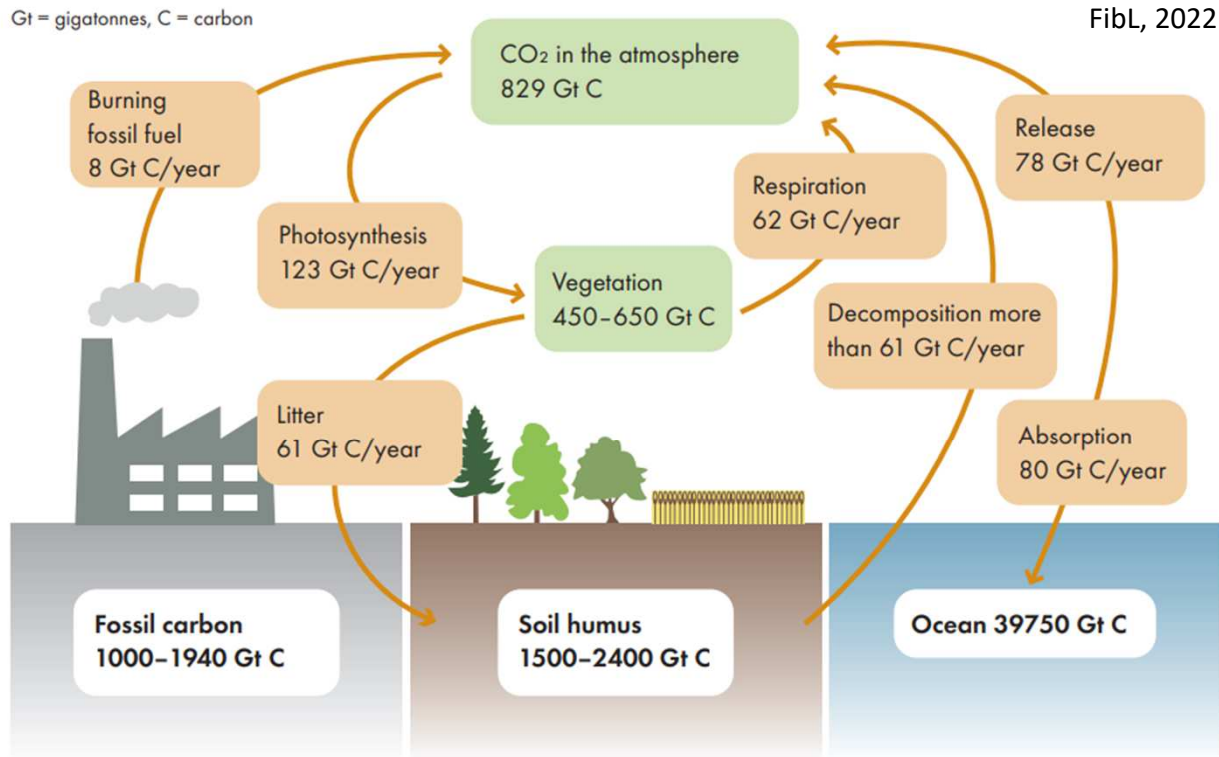 Gt = gigatonnes, C = carbon
FibL, 2022
CO₂ in the atmosphere
829 Gt C
Burning
fossil fuel
8 Gt C/year
Release
78 Gt C/year
Respiration
62 Gt C/year
Photosynthesis
123 Gt C/year
Vegetation
450–650 Gt C
Decomposition more
than 61 Gt C/year
Litter
61 Gt C/year
Absorption
80 Gt C/year
Fossil carbon
1000–1940 Gt C
Soil humus
1500–2400 Gt C
Ocean 39750 Gt C